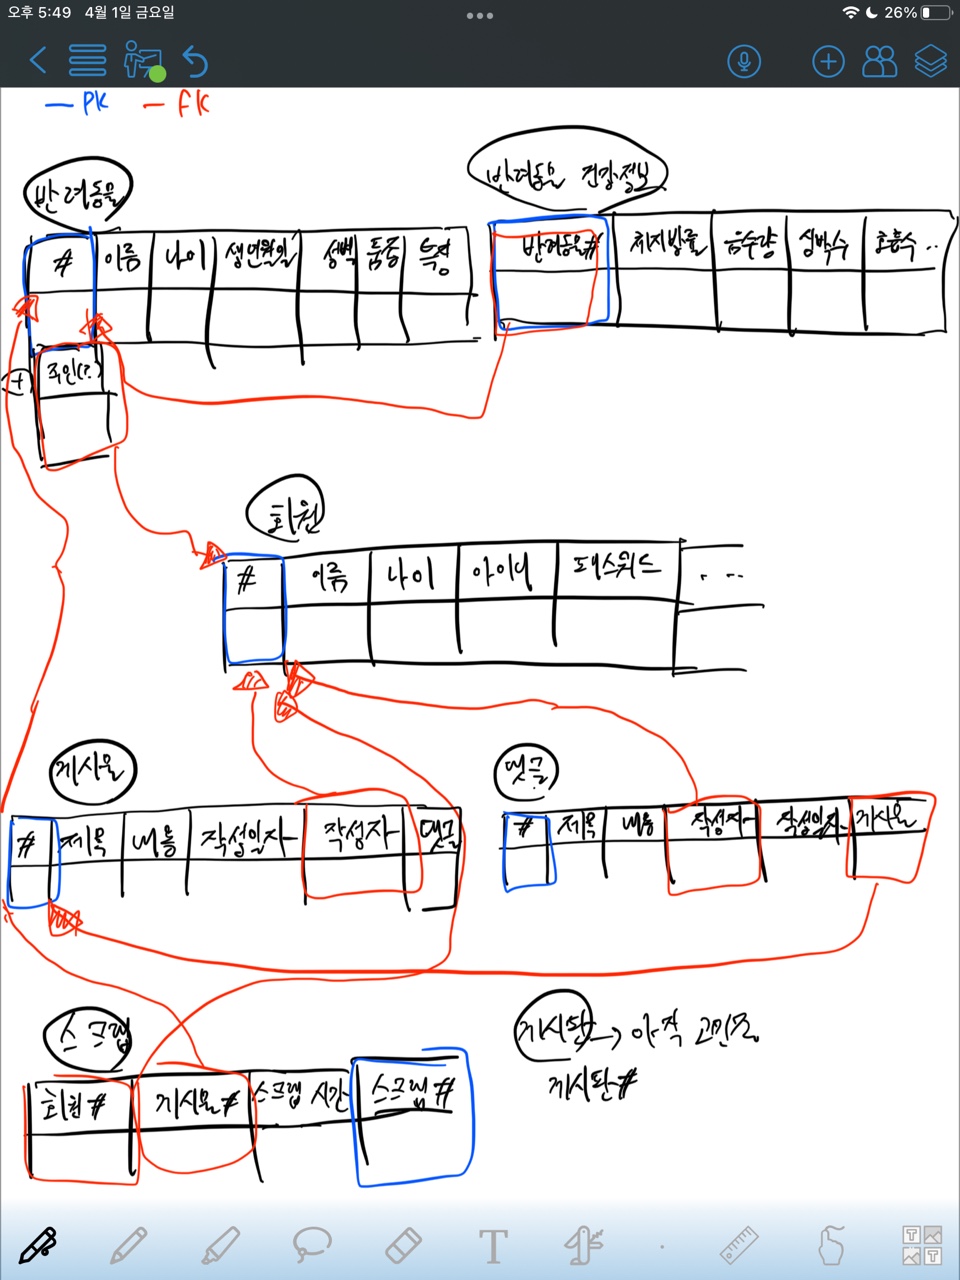 오후 5:49 4월 1일 금요일
26%
PK FK
반려동물
반려동물 건강정보
# 이름 나이 생년월일 성별 품종 특징
반려동물# 체지방률 음수량 심박수 호흡수 ..
+ 주인(?)
회원
# 이름 나이 아이디 패스워드 ...
게시물
댓글
# 제목 내용 작성일자 작성자 댓글
# 제목 내용 작성자 작성일자 게시물
스크랩
게시판 → 아직 고민중
게시판#
회원# 게시물# 스크랩 시간 스크랩#
T